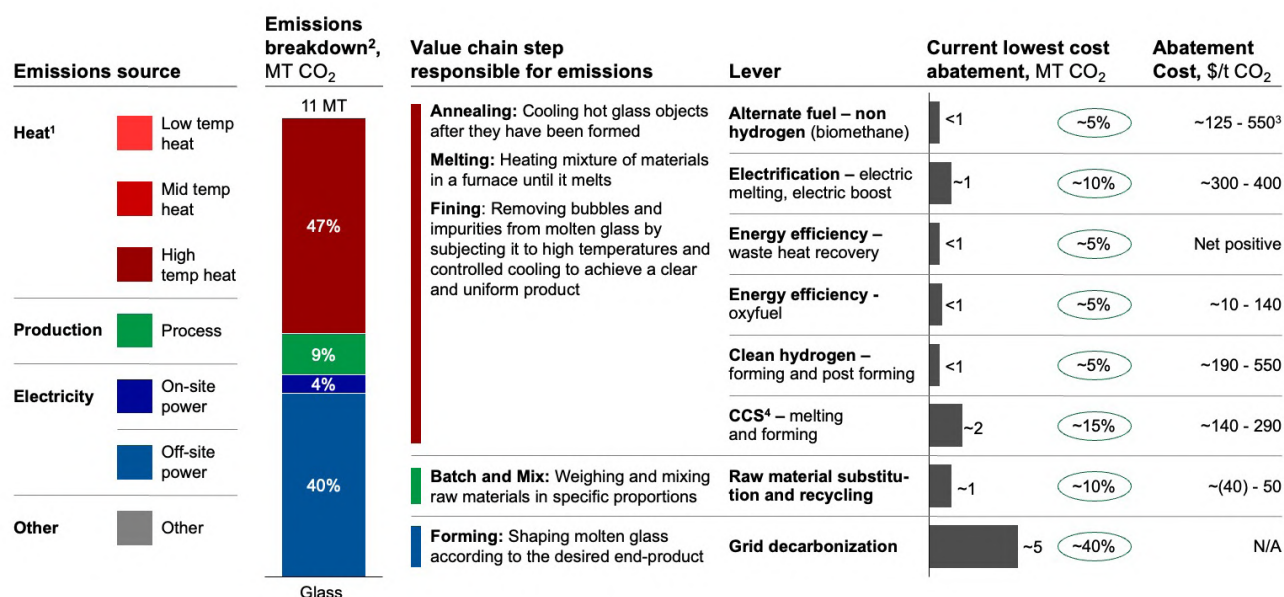 Emissions source
Emissions
breakdown², 
MT CO₂
Value chain step
responsible for emissions
Lever
Current lowest cost
abatement, MT CO₂
Abatement
Cost, $/t CO₂
Heat¹
Low temp
heat
Mid temp
heat
High
temp heat
Production
Process
Electricity
On-site
power
Off-site
power
Other
Other
11 MT
47%
9%
4%
40%
Glass
Annealing: Cooling hot glass objects
after they have been formed
Melting: Heating mixture of materials
in a furnace until it melts
Fining: Removing bubbles and
impurities from molten glass by
subjecting it to high temperatures and
controlled cooling to achieve a clear
and uniform product
Alternate fuel – non
hydrogen (biomethane)
<1
~5%
~125 - 550³
Electrification – electric
melting, electric boost
~1
~10%
~300 - 400
Energy efficiency –
waste heat recovery
<1
~5%
Net positive
Energy efficiency -
oxyfuel
<1
~5%
~10 - 140
Clean hydrogen –
forming and post forming
<1
~5%
~190 - 550
CCS⁴ – melting
and forming
~2
~15%
~140 - 290
Batch and Mix: Weighing and mixing
raw materials in specific proportions
Raw material substitu-
tion and recycling
~1
~10%
~(40) - 50
Forming: Shaping molten glass
according to the desired end-product
Grid decarbonization
~5
~40%
N/A